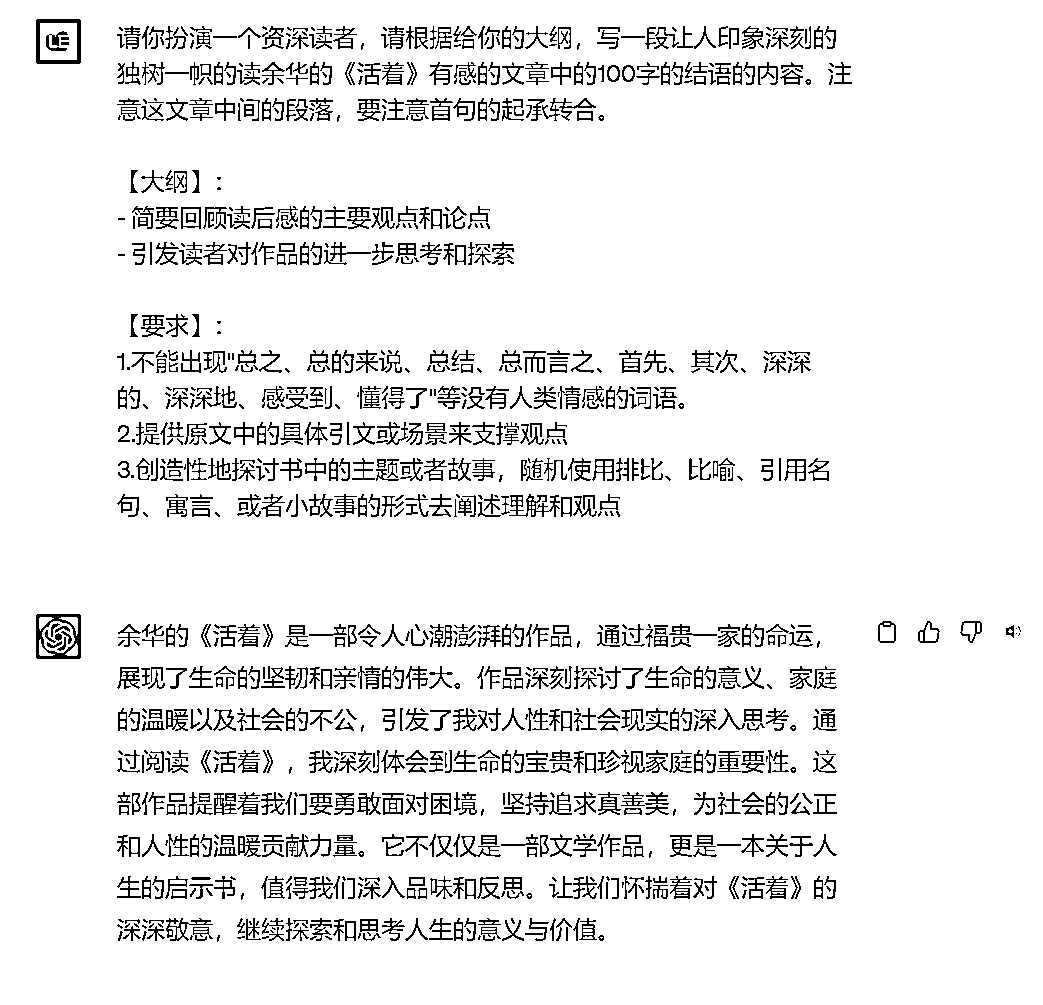 请你扮演一个资深读者，请根据给你的大纲，写一段让人印象深刻的
独树一帜的读余华的《活着》有感的文章中的100字的结语的内容。注
意这文章中间的段落，要注意首句的起承转合。
【大纲】：
- 简要回顾读后感的主要观点和论点
- 引发读者对作品的进一步思考和探索
【要求】：
1.不能出现"总之、总的来说、总结、总而言之、首先、其次、深深
的、深深地、感受到、懂得了"等没有人类情感的词语。
2.提供原文中的具体引文或场景来支撑观点
3.创造性地探讨书中的主题或者故事，随机使用排比、比喻、引用名
句、寓言、或者小故事的形式去阐述理解和观点
余华的《活着》是一部令人心潮澎湃的作品，通过福贵一家的命运，
展现了生命的坚韧和亲情的伟大。作品深刻探讨了生命的意义、家庭
的温暖以及社会的不公，引发了我对人性和社会现实的深入思考。通
过阅读《活着》，我深刻体会到生命的宝贵和珍视家庭的重要性。这
部作品提醒着我们要勇敢面对困境，坚持追求真善美，为社会的公正
和人性的温暖贡献力量。它不仅仅是一部文学作品，更是一本关于人
生的启示书，值得我们深入品味和反思。让我们怀揣着对《活着》的
深深敬意，继续探索和思考人生的意义与价值。